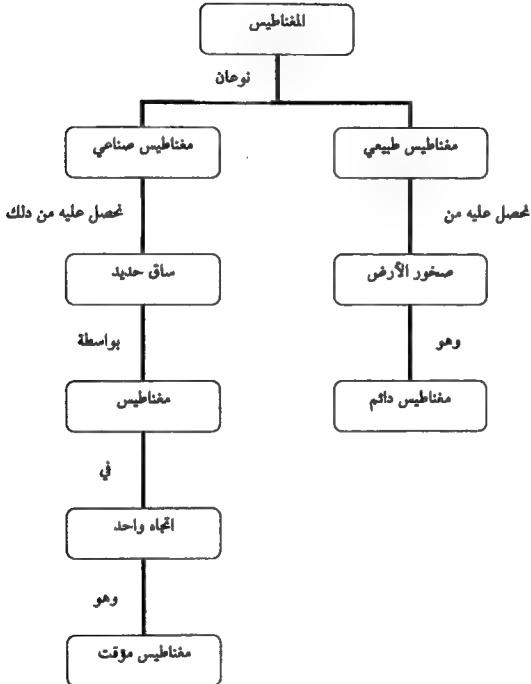 المغناطيس
نوعان
مغناطيس طبيعي
مغناطيس صناعي
نحصل عليه من
نحصل عليه من دلك
صخور الأرض
ساق حديد
وهو
بواسطة
مغناطيس دائم
مغناطيس
في
اتجاه واحد
وهو
مغناطيس مؤقت